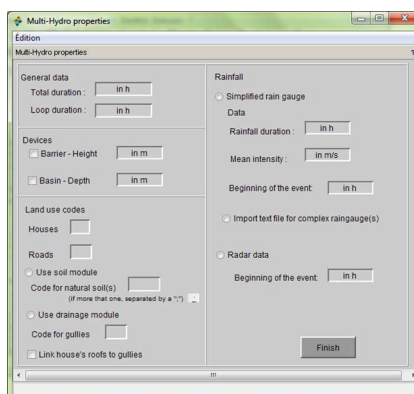 Multi-Hydro properties
Édition
Multi-Hydro properties
General data
Total duration : in h
Loop duration : in h
Devices
Barrier - Height in m
Basin - Depth in m
Land use codes
Houses
Roads
Use soil module
Code for natural soil(s)
(if more that one, separated by a ";")
Use drainage module
Code for gullies
Link house's roofs to gullies
Rainfall
Simplified rain gauge
Data
Rainfall duration : in h
Mean intensity : in m/s
Beginning of the event: in h
Import text file for complex raingauge(s)
Radar data
Beginning of the event: in h
Finish